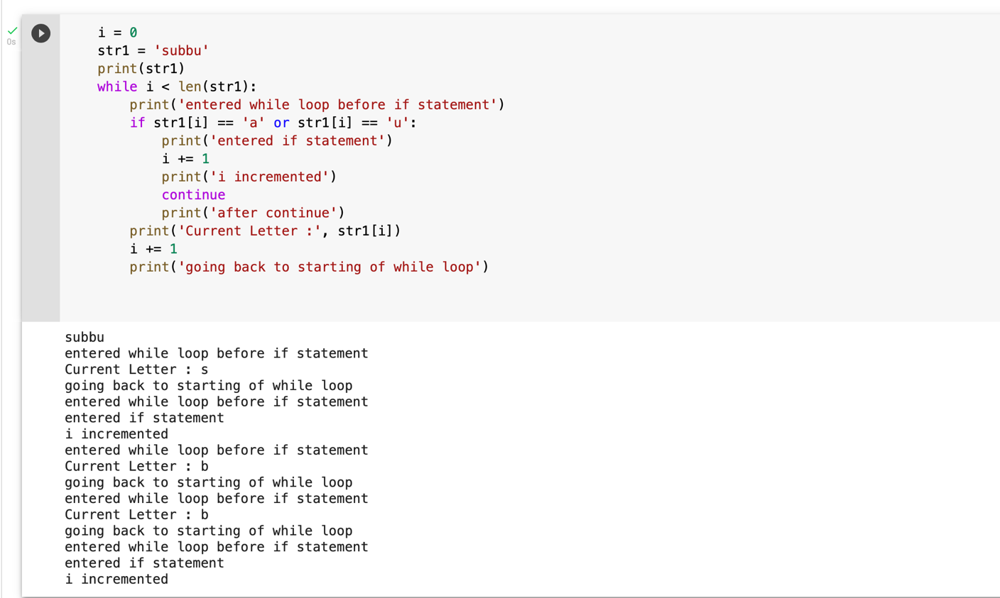 i = 0
0s
str1 = 'subbu'
print(str1)
while i < len(str1):
    print('entered while loop before if statement')
    if str1[i] == 'a' or str1[i] == 'u':
        print('entered if statement')
        i += 1
        print('i incremented')
        continue
        print('after continue')
    print('Current Letter :', str1[i])
    i += 1
    print('going back to starting of while loop')
subbu
entered while loop before if statement
Current Letter : s
going back to starting of while loop
entered while loop before if statement
entered if statement
i incremented
entered while loop before if statement
Current Letter : b
going back to starting of while loop
entered while loop before if statement
Current Letter : b
going back to starting of while loop
entered while loop before if statement
entered if statement
i incremented